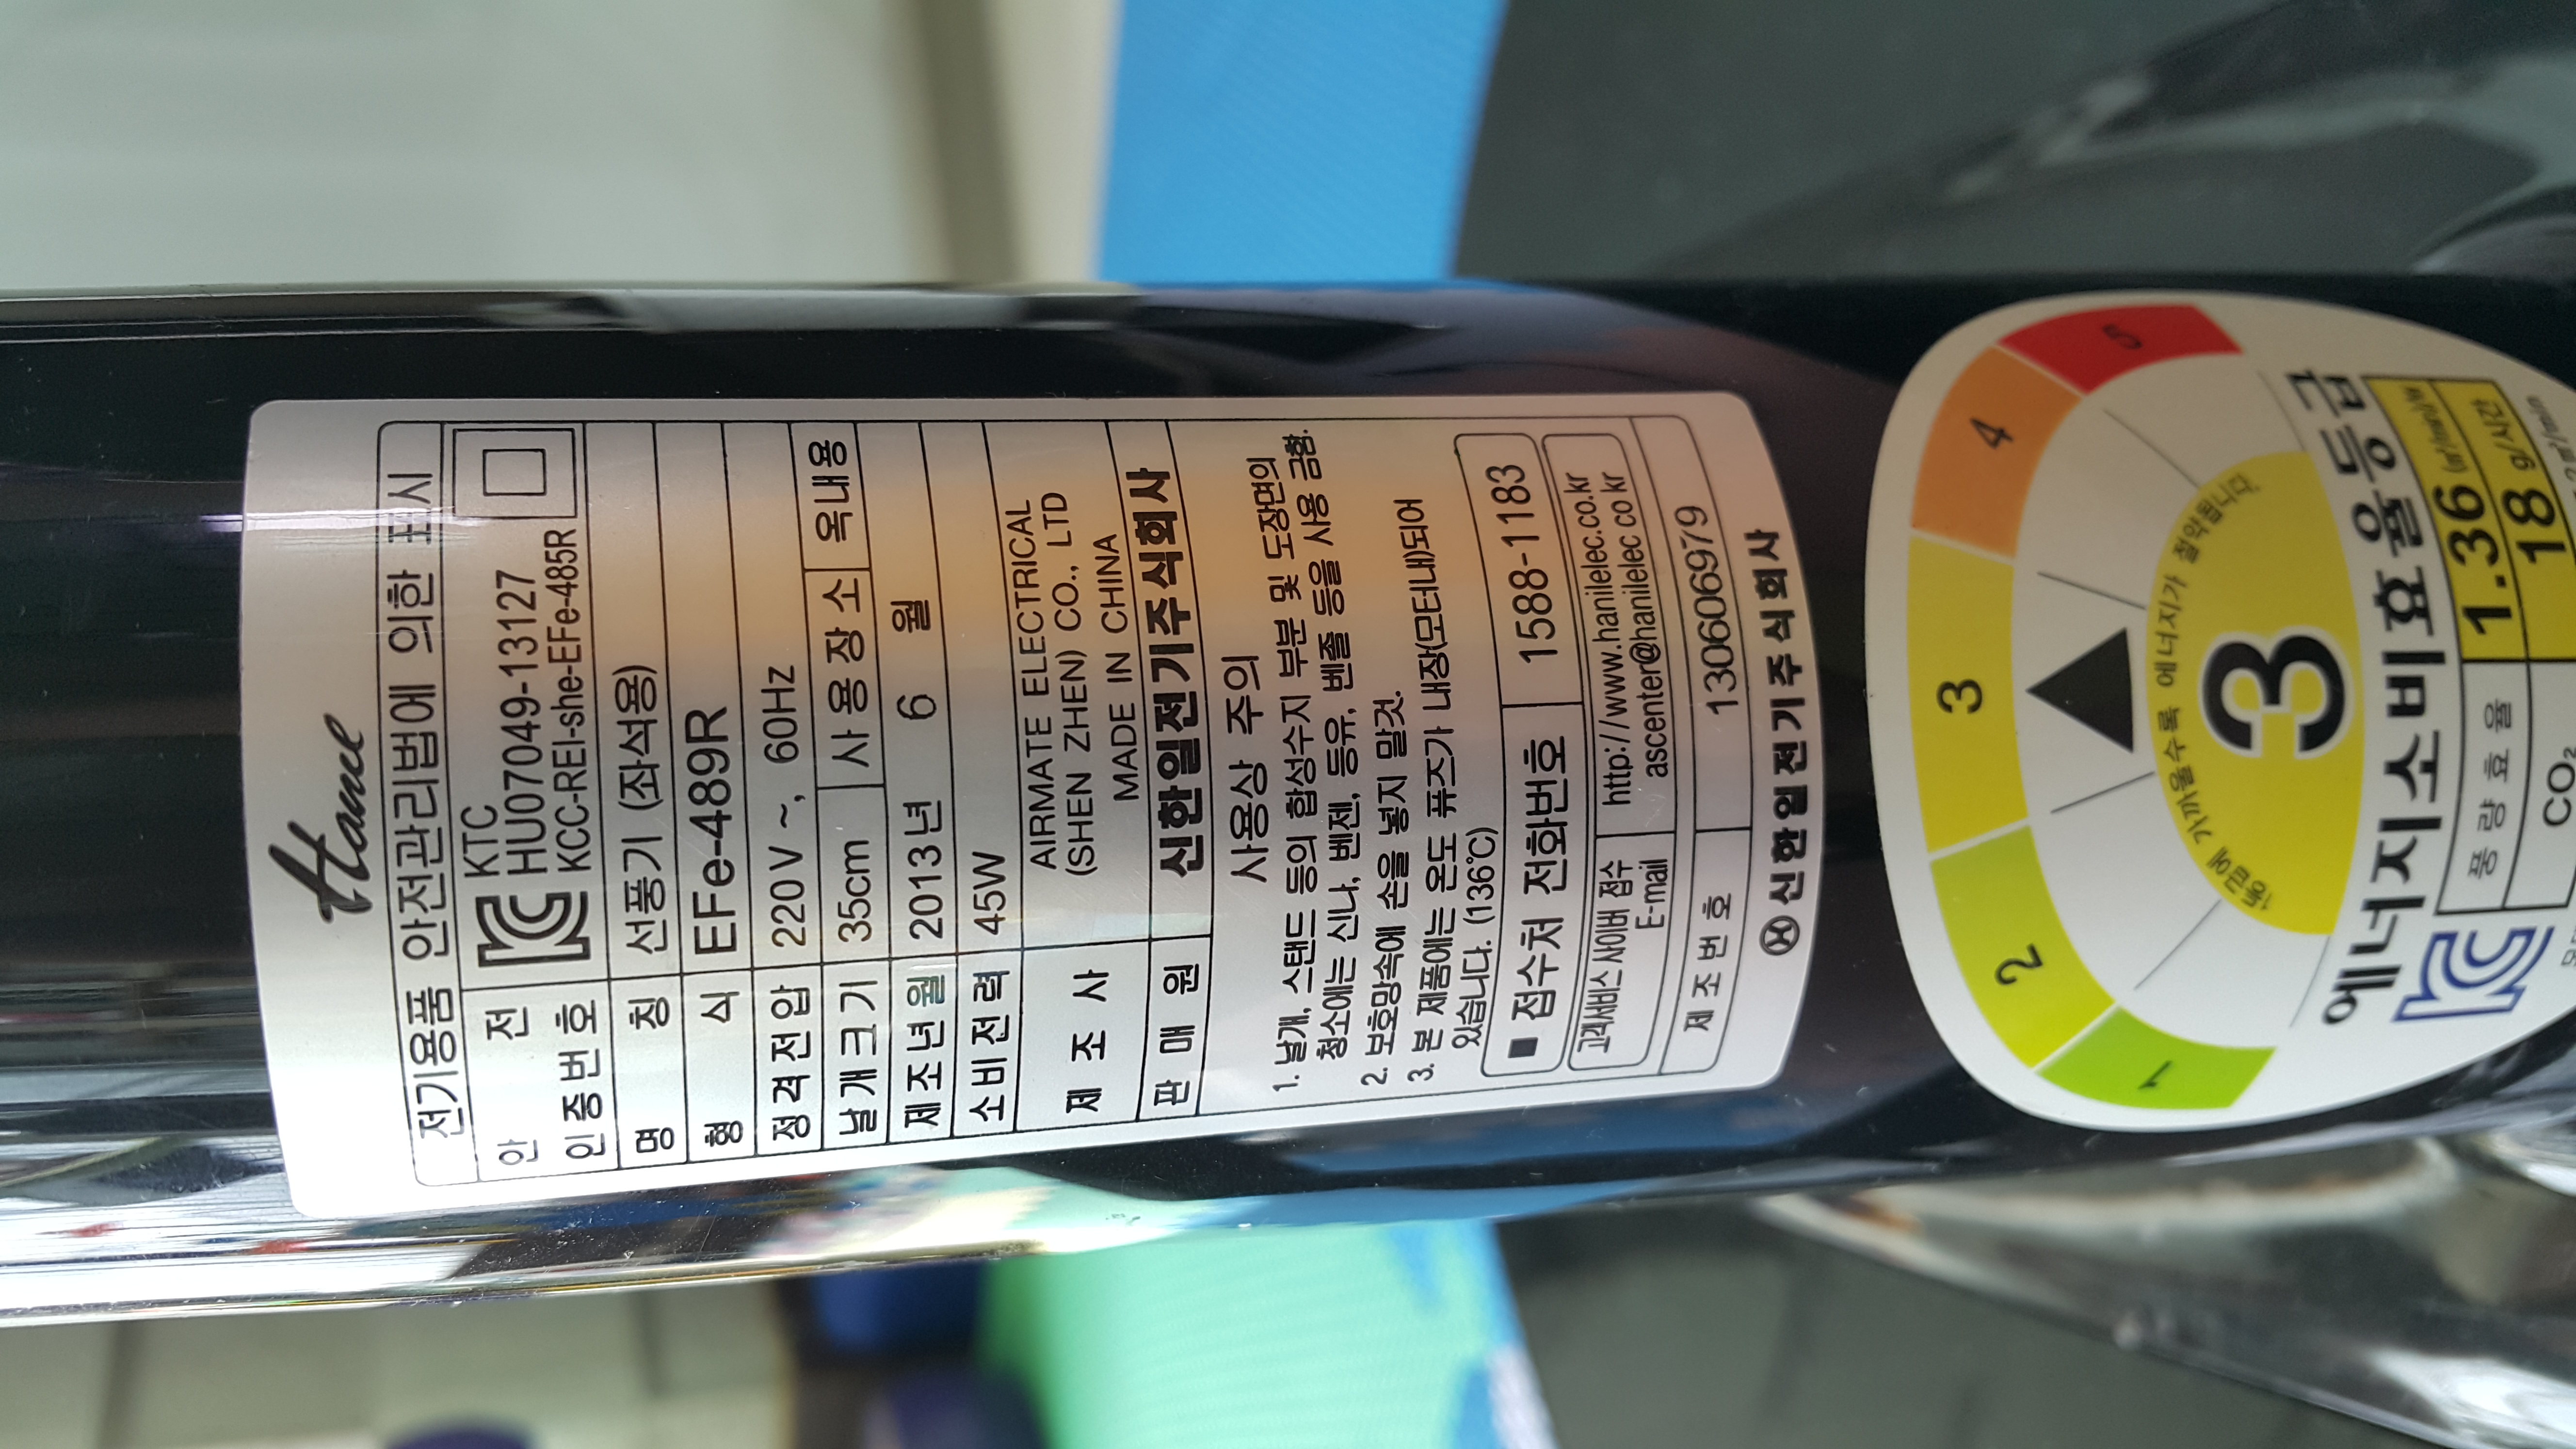 Hanil
전기용품 안전관리법에 의한 표시
안 전 인증번호 KTC
HU07049-13127
KCC-REI-she-EFe-485R
명 칭 선풍기 (좌석용)
형 식 EFe-489R
정격전압 220V ~, 60Hz
날개크기 35cm 사용장소 옥내용
제조년월 2013년 6 월
소비전력 45W
제 조 사 AIRMATE ELECTRICAL
(SHEN ZHEN) CO., LTD
MADE IN CHINA
판 매 원 신한일전기주식회사
사용상 주의
1. 날개, 스탠드 등의 합성수지 부분 및 도장면의
청소에는 신나, 벤젠, 등유, 벤졸 등을 사용 금함.
2. 보호망속에 손을 넣지 말것.
3. 본 제품에는 온도 퓨즈가 내장(모터내)되어
있습니다. (136℃)
■ 접수처 전화번호 1588-1183
고객서비스 사이버 접수 http://www.hanilelec.co.kr
E-mail ascenter@hanilelec co kr
제 조 번 호 130606979
신한일전기주식회사
1 2 3 4 5
등급에 가까울수록 에너지가 절약됩니다.
3
에너지소비효율등급
풍 량 효 율 1.36 (㎥/min)/W
CO₂ 18 g/시간